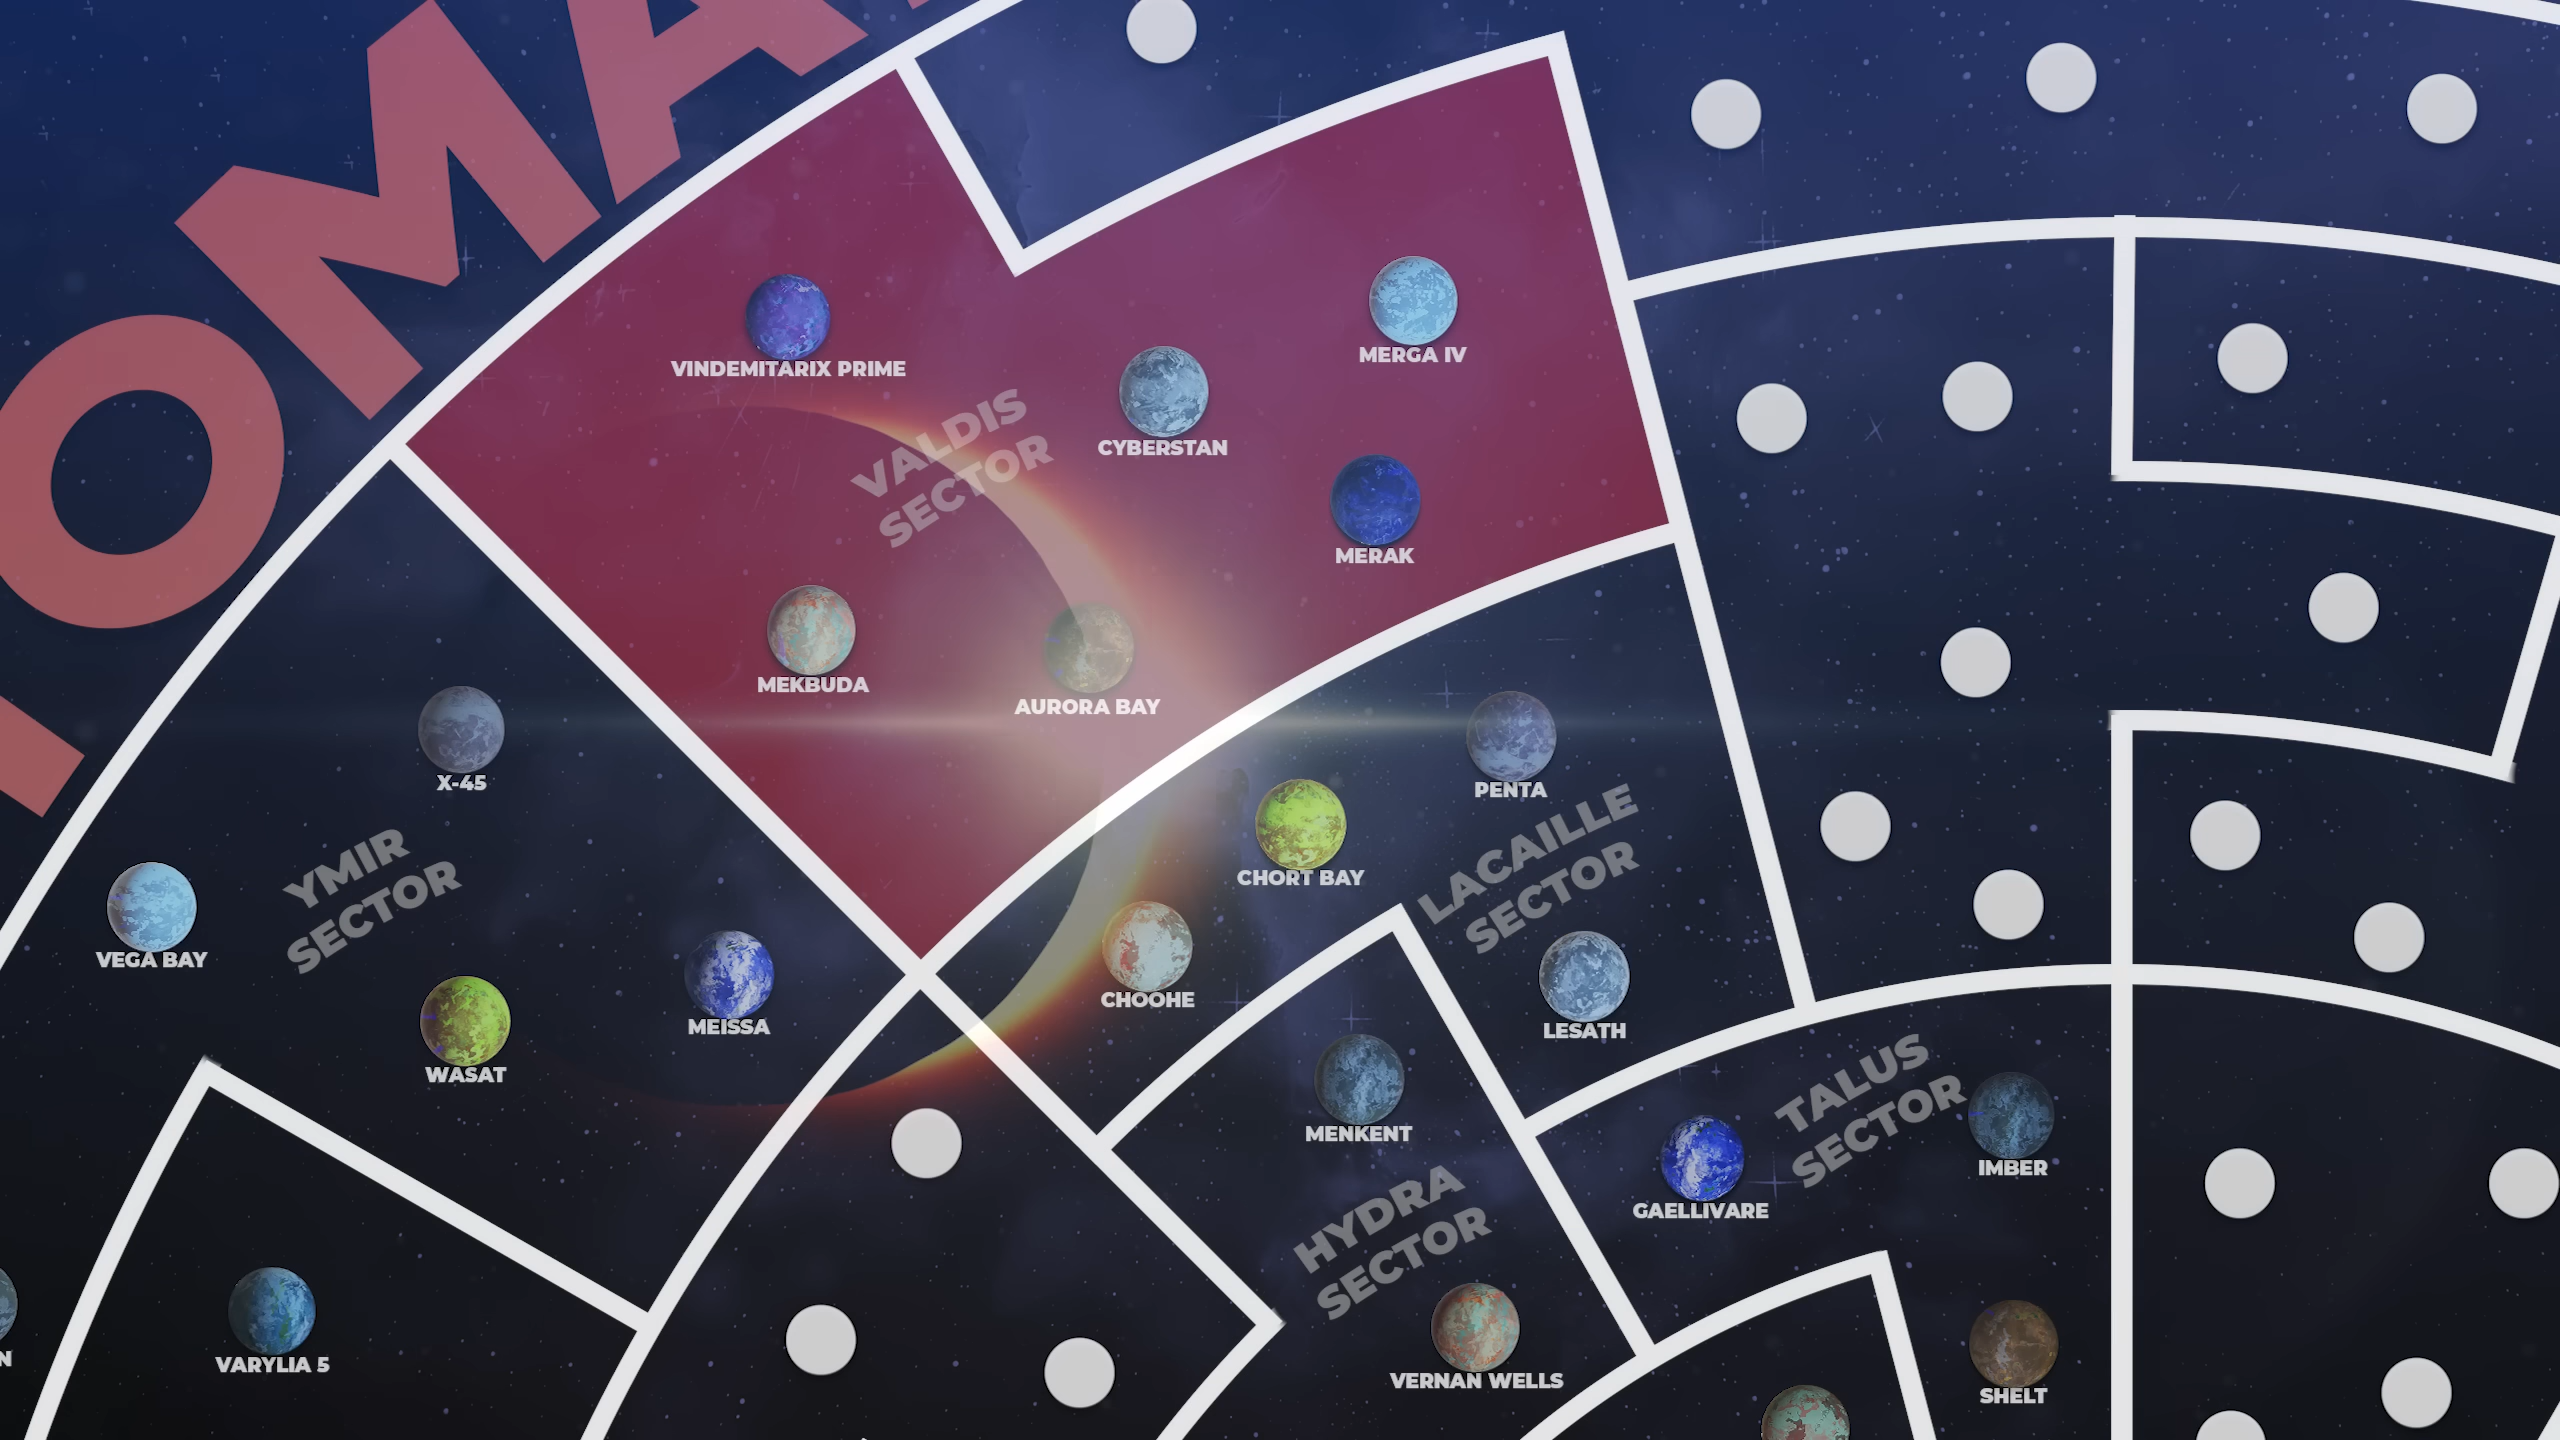 TOMA
VINDEMITARIX PRIME
MERGA IV
CYBERSTAN
VALDIS
SECTOR
MERAK
MEKBUDA
AURORA BAY
X-45
PENTA
YMIR
SECTOR
LACAILLE
SECTOR
CHORT BAY
VEGA BAY
CHOOHE
MEISSA
LESATH
WASAT
MENKENT
TALUS
SECTOR
IMBER
GAELLIVARE
HYDRA
SECTOR
N
VARYLIA 5
VERNAN WELLS
SHELT